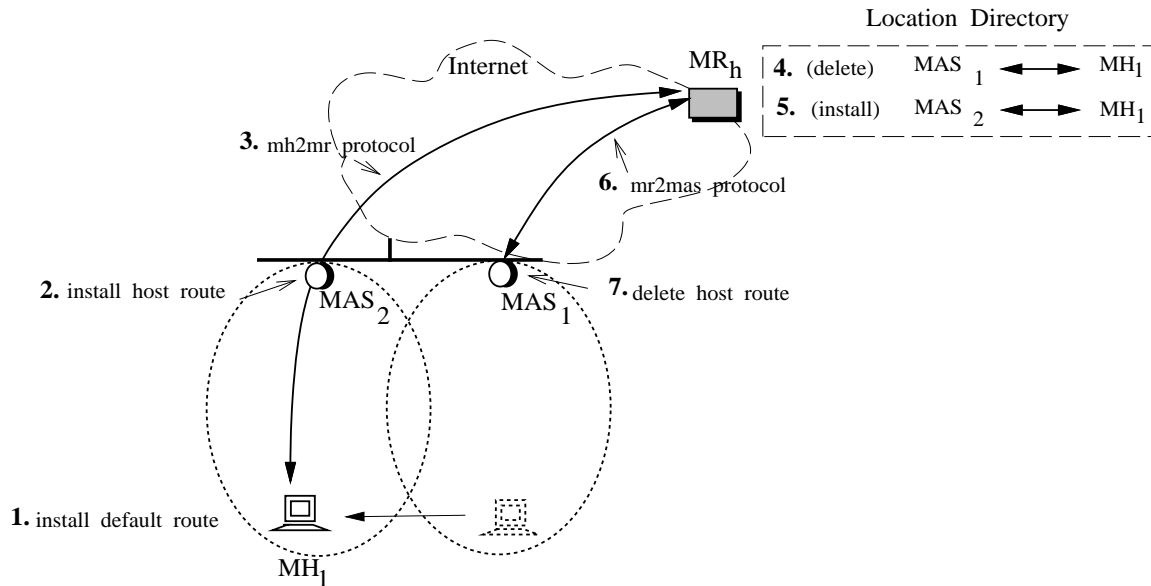 Location Directory
Internet
MRh
4. (delete) MAS 1 MH1
5. (install) MAS 2 MH1
3. mh2mr protocol
6. mr2mas protocol
2. install host route
MAS2
MAS1
7. delete host route
1. install default route
MH1